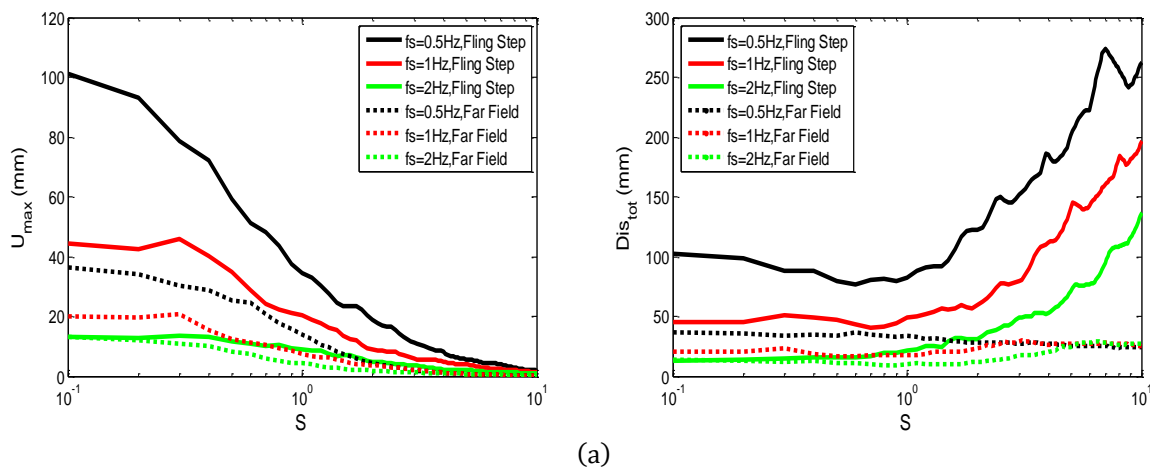 120
100
80
60
40
20
0
U_max (mm)
fs=0.5Hz,Fling Step
fs=1Hz,Fling Step
fs=2Hz,Fling Step
fs=0.5Hz,Far Field
fs=1Hz,Far Field
fs=2Hz,Far Field
10^-1
10^0
10^1
S
300
250
200
150
100
50
0
Dis_tot (mm)
fs=0.5Hz,Fling Step
fs=1Hz,Fling Step
fs=2Hz,Fling Step
fs=0.5Hz,Far Field
fs=1Hz,Far Field
fs=2Hz,Far Field
10^-1
10^0
10^1
S
(a)